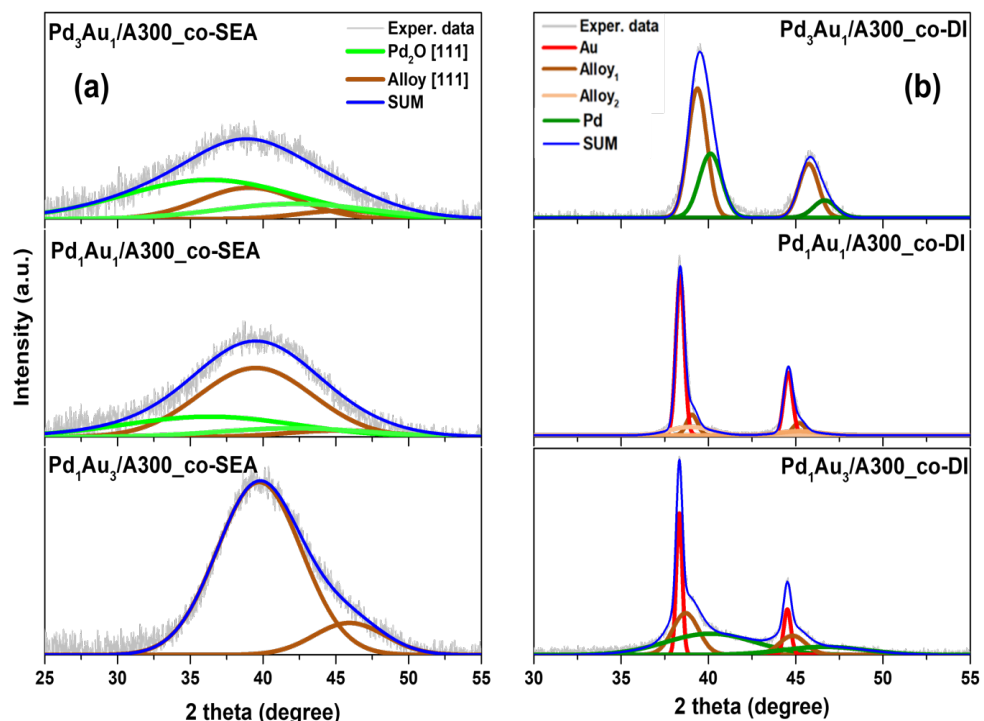 Pd₃Au₁/A300_co-SEA
(a)
Exper. data
Pd₂O [111]
Alloy [111]
SUM
Pd₁Au₁/A300_co-SEA
Pd₁Au₃/A300_co-SEA
Intensity (a.u.)
25 30 35 40 45 50 55
2 theta (degree)
Exper. data
Au
Alloy₁
Alloy₂
Pd
SUM
Pd₃Au₁/A300_co-DI
(b)
Pd₁Au₁/A300_co-DI
Pd₁Au₃/A300_co-DI
30 35 40 45 50 55
2 theta (degree)